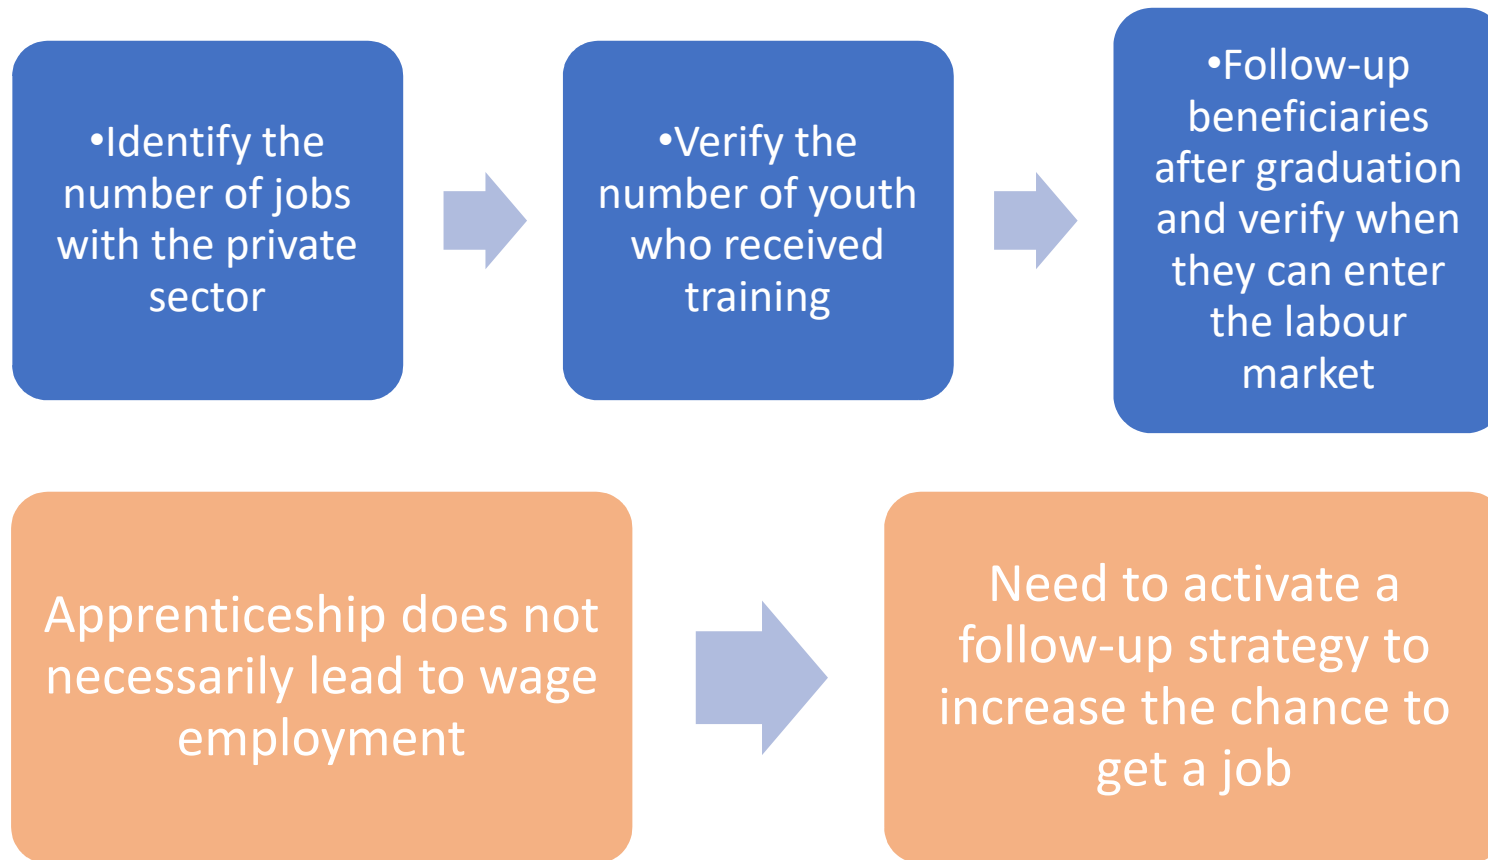 •Identify the
number of jobs
with the private
sector
•Verify the
number of youth
who received
training
•Follow-up
beneficiaries
after graduation
and verify when
they can enter
the labour
market
Apprenticeship does not
necessarily lead to wage
employment
Need to activate a
follow-up strategy to
increase the chance to
get a job